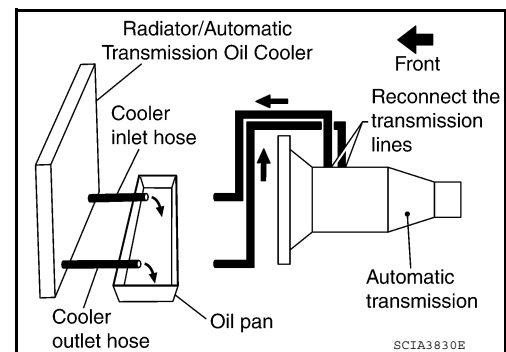 Radiator/Automatic
Transmission Oil Cooler
Front
Cooler
inlet hose
Reconnect the
transmission
lines
Automatic
transmission
Cooler
outlet hose
Oil pan
SCIA3830E